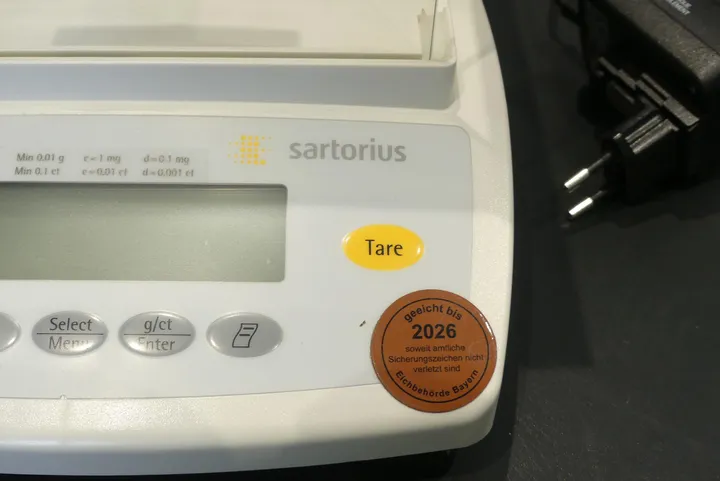 sartorius
Min 0.01 g e=1 mg d=0.1 mg
Min 0.1 ct e=0.01 ct d=0.001 ct
Tare
Select
Menu
g/ct
Enter
geeicht bis
2026
soweit amtliche
Sicherungszeichen nicht
verletzt sind
Eichbehörde Bayern